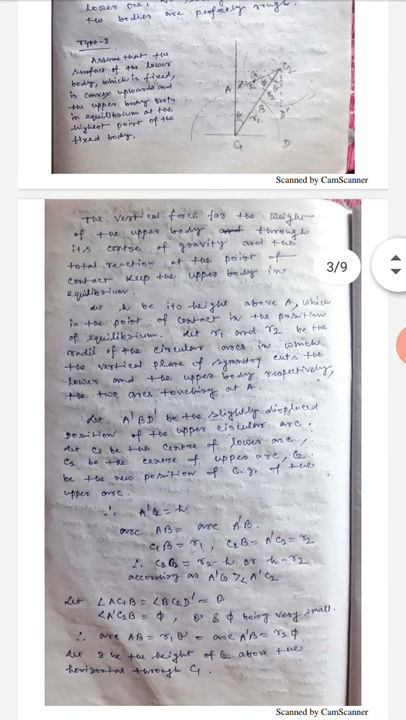 lower one,
the bodies are perfectly rough.
Type-I
Assume that the
surface of the lower
body, which is fixed,
is convex upwards and
the upper body rests
in equilibrium at the
highest point of the
fixed body.
A
C2
B
r2
r1
C1
D
Scanned by CamScanner
The vertical force for the weight
of the upper body through
its centre of gravity and the
total reaction at the point of
contact keep the upper body in
equilibrium.
3/9
Let h be its height above A, which
is the point of contact in the position
of equilibrium. Let r1 and r2 be the
radii of the circular arcs in which
the vertical plane of symmetry cuts the
lower and the upper body respectively,
the two arcs touching at A.
Let A'BD' be the slightly displaced
position of the upper circular arc.
Let C1 be the centre of lower arc,
C2 be the centre of upper arc, G
be the new position of C.G. of the
upper arc.
∴ A'G = h
arc AB = arc A'B.
C1B = r1, C2B = A'C2 = r2
∴ C2G = r2-h or h-r2
according as A'G >< A'C2
Let ∠AC1B = ∠BC2D' = θ
∠A'C2B = φ, θ & φ being very small.
∴ arc AB = r1θ = arc A'B = r2φ
Let z be the height of G above the
horizontal through C1.
Scanned by CamScanner